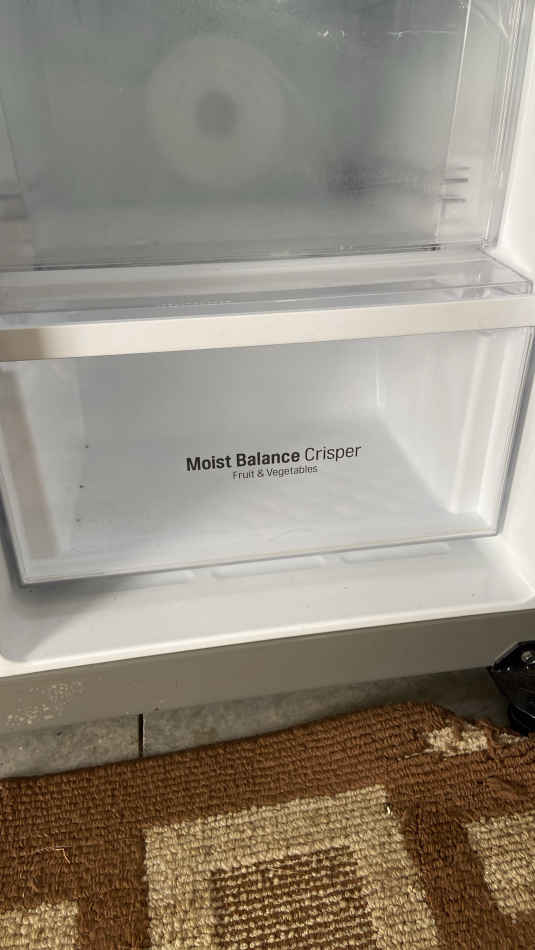 Moist Balance Crisper
Fruit & Vegetables